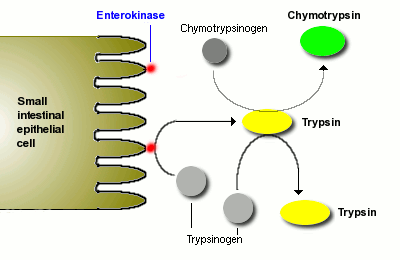 Enterokinase
Chymotrypsinogen
Chymotrypsin
Small
intestinal
epithelial
cell
Trypsin
Trypsin
Trypsinogen